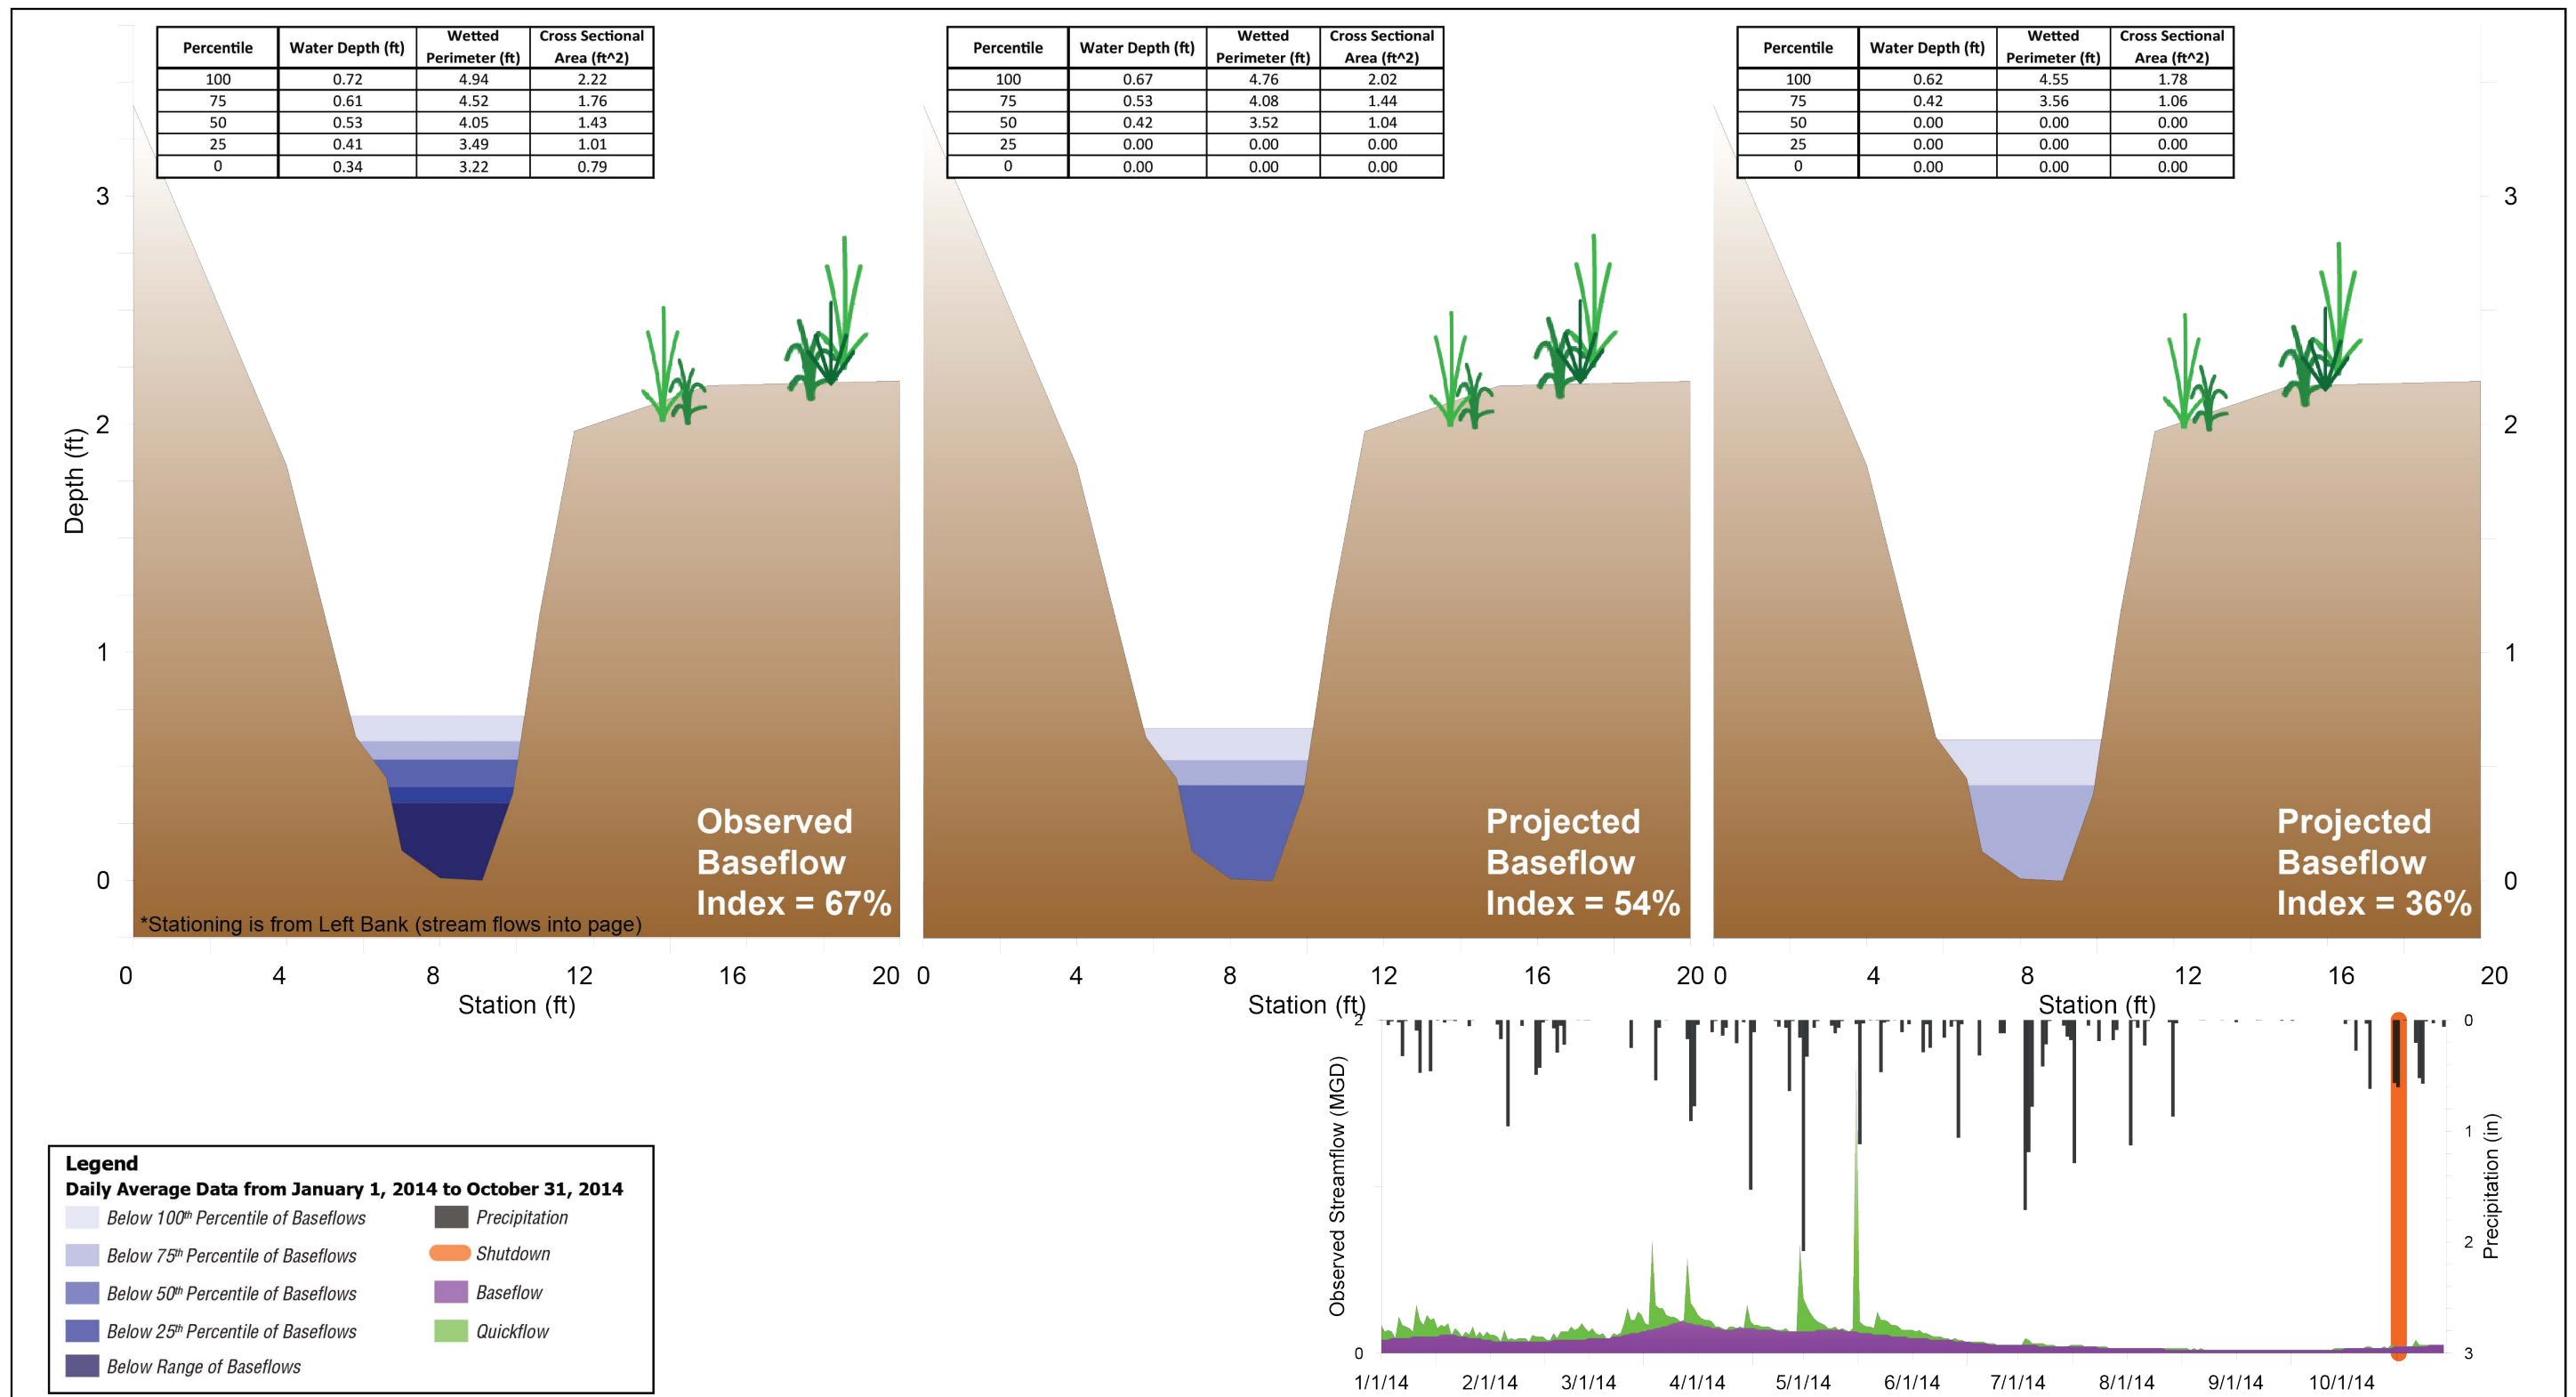 Percentile Water Depth (ft) Wetted Perimeter (ft) Cross Sectional Area (ft^2)
100 0.72 4.94 2.22
75 0.61 4.52 1.76
50 0.53 4.05 1.43
25 0.41 3.49 1.01
0 0.34 3.22 0.79
Percentile Water Depth (ft) Wetted Perimeter (ft) Cross Sectional Area (ft^2)
100 0.67 4.76 2.02
75 0.53 4.08 1.44
50 0.42 3.52 1.04
25 0.00 0.00 0.00
0 0.00 0.00 0.00
Percentile Water Depth (ft) Wetted Perimeter (ft) Cross Sectional Area (ft^2)
100 0.62 4.55 1.78
75 0.42 3.56 1.06
50 0.00 0.00 0.00
25 0.00 0.00 0.00
0 0.00 0.00 0.00
3
2
1
0
Depth (ft)
3
2
1
0
Observed
Baseflow
Index = 67%
*Stationing is from Left Bank (stream flows into page)
Projected
Baseflow
Index = 54%
Projected
Baseflow
Index = 36%
0 4 8 12 16 20
Station (ft)
0 4 8 12 16 20
Station (ft)
0 4 8 12 16 20
Station (ft)
Legend
Daily Average Data from January 1, 2014 to October 31, 2014
Below 100th Percentile of Baseflows
Below 75th Percentile of Baseflows
Below 50th Percentile of Baseflows
Below 25th Percentile of Baseflows
Below Range of Baseflows
Precipitation
Shutdown
Baseflow
Quickflow
2
0
Observed Streamflow (MGD)
0
1
2
3
Precipitation (in)
1/1/14 2/1/14 3/1/14 4/1/14 5/1/14 6/1/14 7/1/14 8/1/14 9/1/14 10/1/14